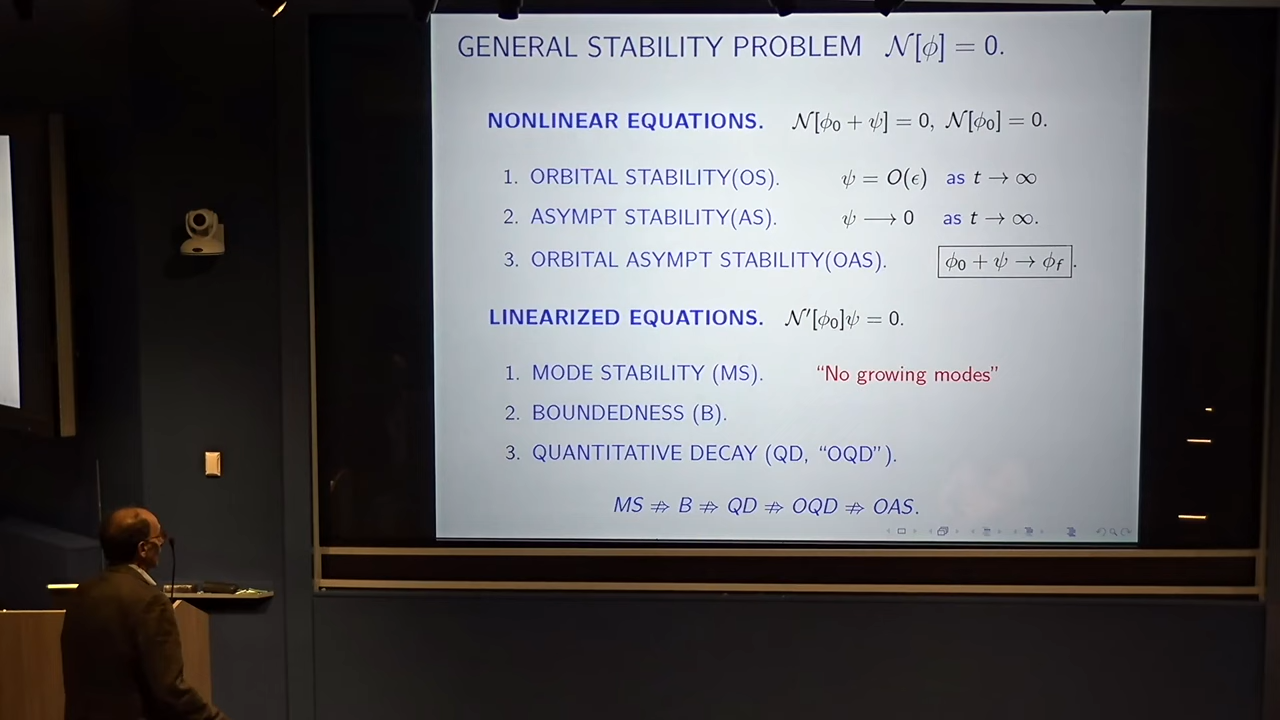 GENERAL STABILITY PROBLEM 𝒩[ϕ] = 0.
NONLINEAR EQUATIONS. 𝒩[ϕ₀ + ψ] = 0, 𝒩[ϕ₀] = 0.
1. ORBITAL STABILITY(OS). ψ = O(ϵ) as t → ∞
2. ASYMPT STABILITY(AS). ψ ⟶ 0 as t → ∞.
3. ORBITAL ASYMPT STABILITY(OAS). ϕ₀ + ψ → ϕ_f.
LINEARIZED EQUATIONS. 𝒩′[ϕ₀]ψ = 0.
1. MODE STABILITY (MS). “No growing modes”
2. BOUNDEDNESS (B).
3. QUANTITATIVE DECAY (QD, “OQD”).
MS ⇏ B ⇏ QD ⇏ OQD ⇏ OAS.